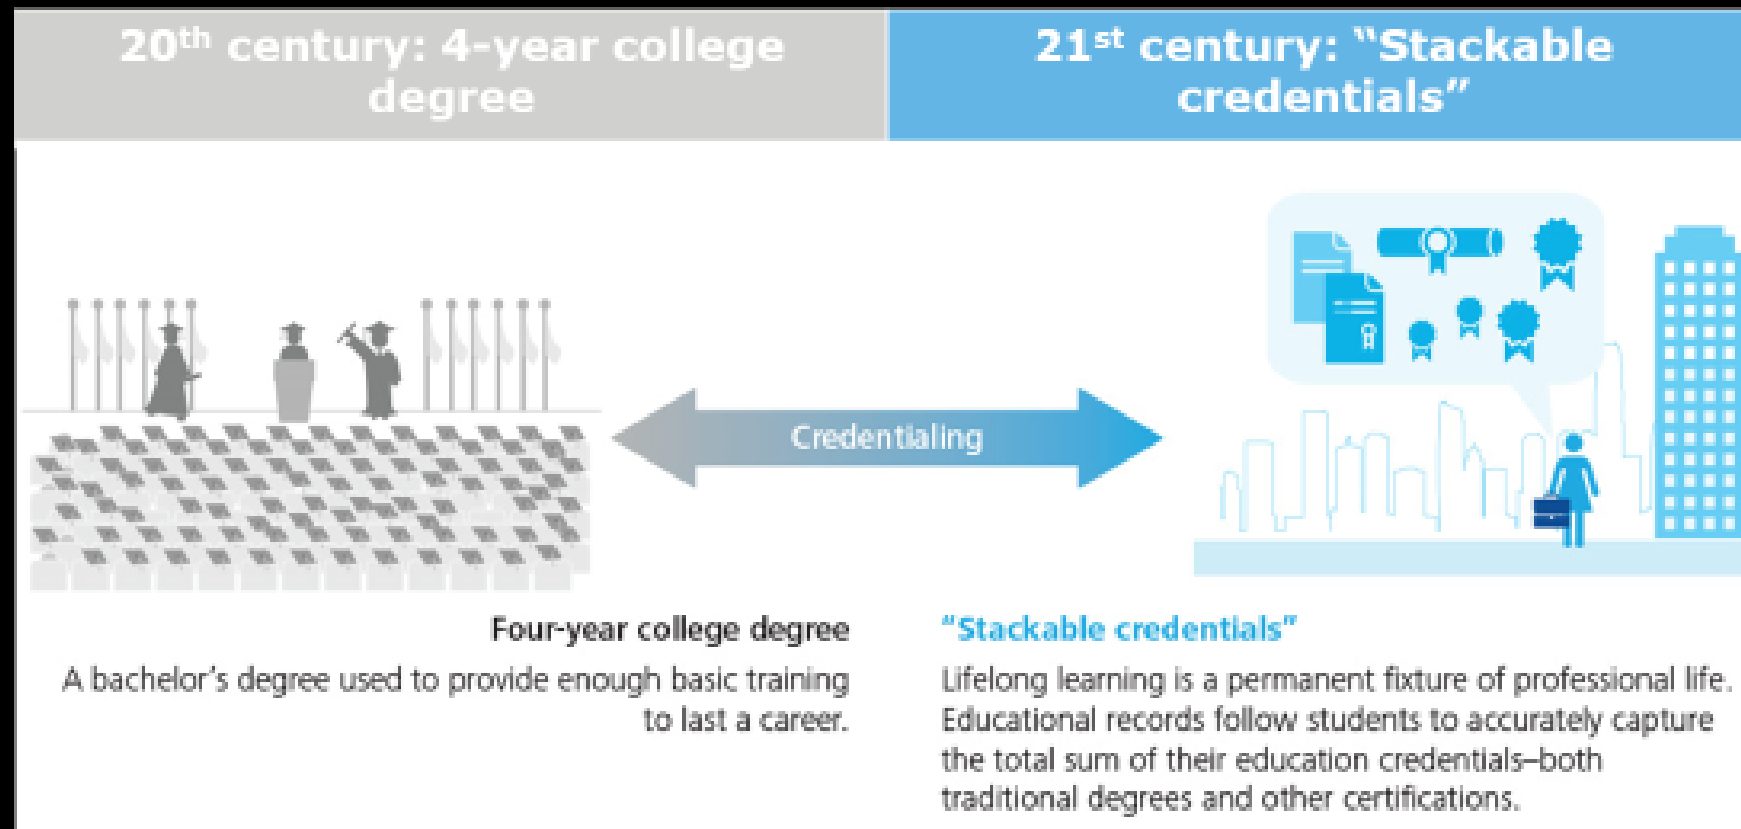 20th century: 4-year college
degree
21st century: “Stackable
credentials”
Credentialing
Four-year college degree
A bachelor’s degree used to provide enough basic training
to last a career.
“Stackable credentials”
Lifelong learning is a permanent fixture of professional life.
Educational records follow students to accurately capture
the total sum of their education credentials–both
traditional degrees and other certifications.